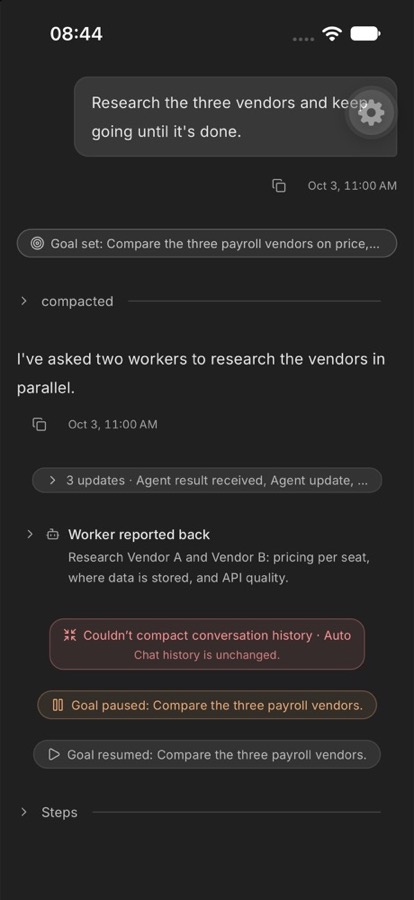 08:44
Research the three vendors and keep
going until it's done.
Oct 3, 11:00 AM
Goal set: Compare the three payroll vendors on price,...
compacted
I've asked two workers to research the vendors in
parallel.
Oct 3, 11:00 AM
3 updates · Agent result received, Agent update, ...
Worker reported back
Research Vendor A and Vendor B: pricing per seat,
where data is stored, and API quality.
Couldn't compact conversation history · Auto
Chat history is unchanged.
Goal paused: Compare the three payroll vendors.
Goal resumed: Compare the three payroll vendors.
Steps